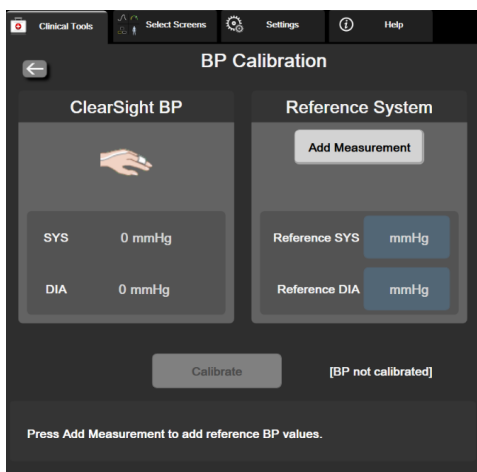 Clinical Tools
Select Screens
Settings
Help
BP Calibration
ClearSight BP
Reference System
Add Measurement
SYS 0 mmHg
Reference SYS mmHg
DIA 0 mmHg
Reference DIA mmHg
Calibrate
[BP not calibrated]
Press Add Measurement to add reference BP values.